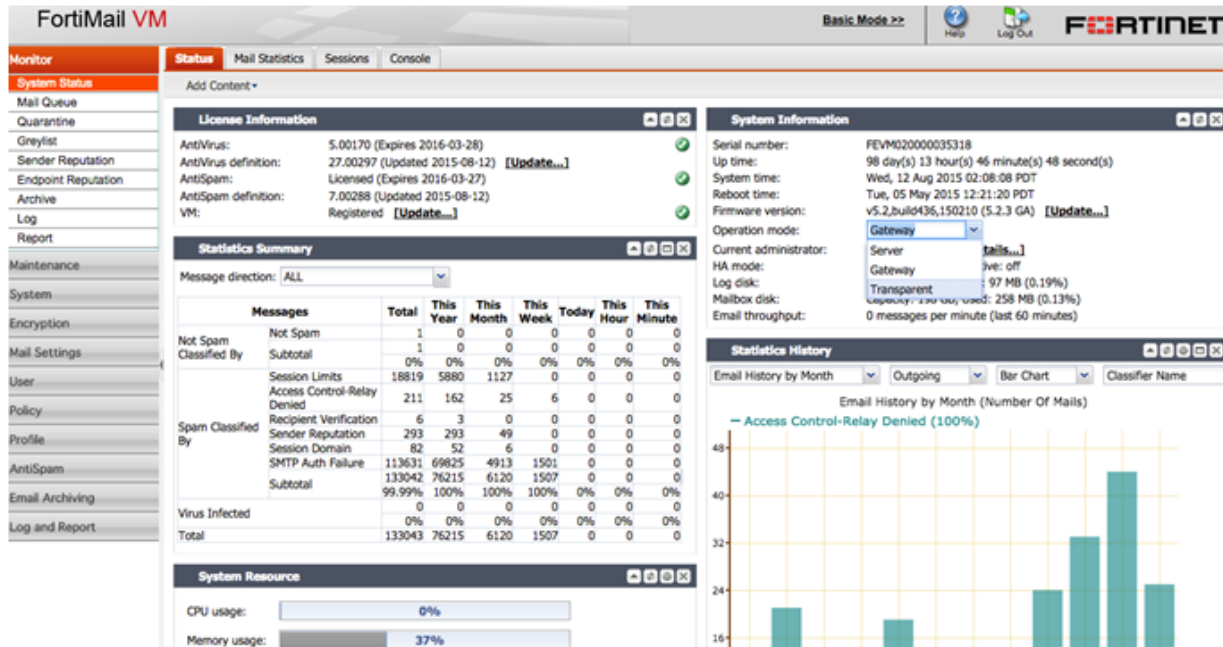 FortiMail VM
Basic Mode >>
Help
Log Out
FORTINET
Monitor
System Status
Mail Queue
Quarantine
Greylist
Sender Reputation
Endpoint Reputation
Archive
Log
Report
Maintenance
System
Encryption
Mail Settings
User
Policy
Profile
AntiSpam
Email Archiving
Log and Report
Status Mail Statistics Sessions Console
Add Content
License Information
AntiVirus: 5.00170 (Expires 2016-03-28)
AntiVirus definition: 27.00297 (Updated 2015-08-12) [Update...]
AntiSpam: Licensed (Expires 2016-03-27)
AntiSpam definition: 7.00288 (Updated 2015-08-12)
VM: Registered [Update...]
Statistics Summary
Message direction: ALL
Messages Total This Year This Month This Week Today This Hour This Minute
Not Spam Classified By
Not Spam 1 0 0 0 0 0 0
Subtotal 1 0 0 0 0 0 0
0% 0% 0% 0% 0% 0% 0%
Spam Classified By
Session Limits 18819 5880 1127 0 0 0 0
Access Control-Relay Denied 211 162 25 6 0 0 0
Recipient Verification 6 3 0 0 0 0 0
Sender Reputation 293 293 49 0 0 0 0
Session Domain 82 52 6 0 0 0 0
SMTP Auth Failure 113631 69825 4913 1501 0 0 0
Subtotal 133042 76215 6120 1507 0 0 0
99.99% 100% 100% 100% 0% 0% 0%
Virus Infected 0 0 0 0 0 0 0
0% 0% 0% 0% 0% 0% 0%
Total 133043 76215 6120 1507 0 0 0
System Resource
CPU usage: 0%
Memory usage: 37%
System Information
Serial number: FEVM020000035318
Up time: 98 day(s) 13 hour(s) 46 minute(s) 48 second(s)
System time: Wed, 12 Aug 2015 02:08:08 PDT
Reboot time: Tue, 05 May 2015 12:21:20 PDT
Firmware version: v5.2,build436,150210 (5.2.3 GA) [Update...]
Operation mode: Gateway
Server
Gateway
Transparent
Current administrator: tails...]
HA mode: ive: off
Log disk: 97 MB (0.19%)
Mailbox disk: Capacity: 196 GB, Used: 258 MB (0.13%)
Email throughput: 0 messages per minute (last 60 minutes)
Statistics History
Email History by Month Outgoing Bar Chart Classifier Name
Email History by Month (Number Of Mails)
Access Control-Relay Denied (100%)
48
40
32
24
16